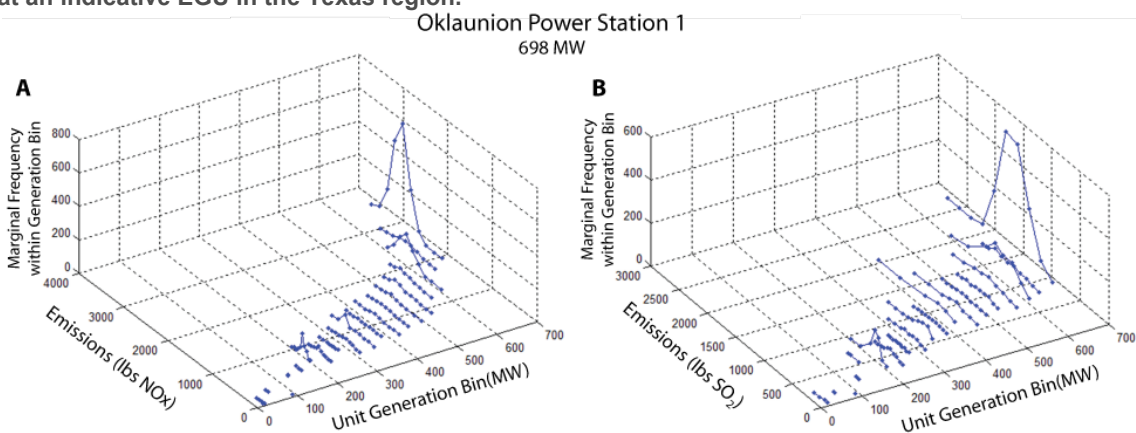 at an indicative EGU in the Texas region.
Oklaunion Power Station 1
698 MW
A
Marginal Frequency
within Generation Bin
800
600
400
200
0
4000
3000
2000
1000
0
Emissions (lbs NOx)
0
100
200
300
400
500
600
700
Unit Generation Bin(MW)
B
Marginal Frequency
within Generation Bin
600
400
200
0
3000
2500
2000
1500
1000
500
0
Emissions (lbs SO2)
0
100
200
300
400
500
600
700
Unit Generation Bin(MW)